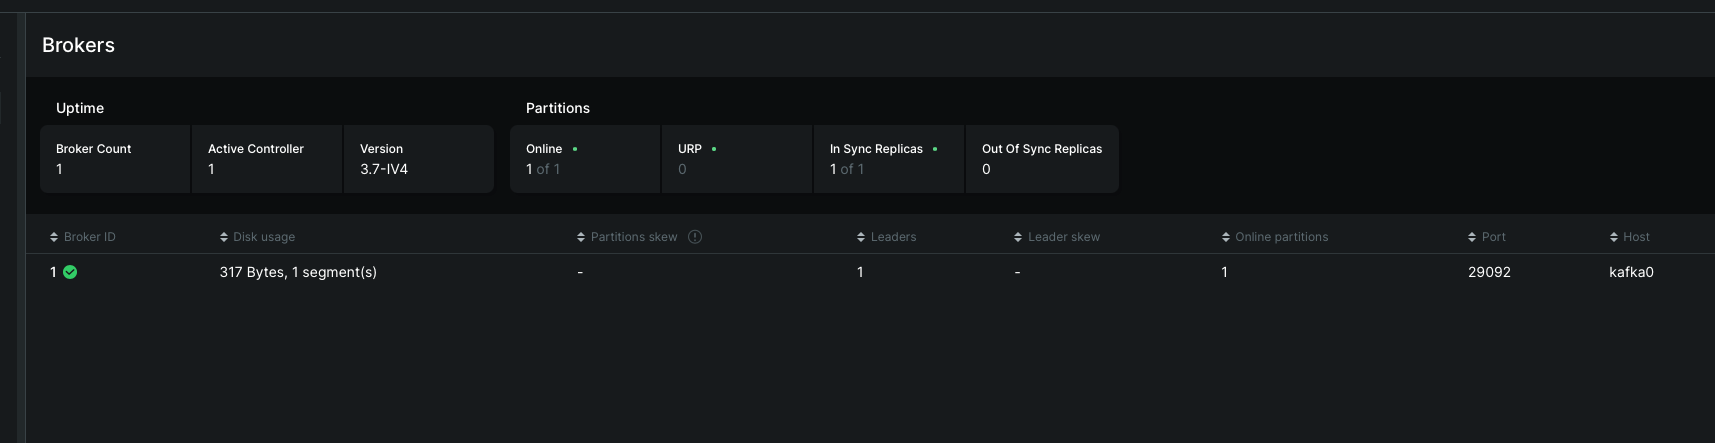 Brokers
Uptime
Partitions
Broker Count
1
Active Controller
1
Version
3.7-IV4
Online
1 of 1
URP
0
In Sync Replicas
1 of 1
Out Of Sync Replicas
0
Broker ID Disk usage Partitions skew Leaders Leader skew Online partitions Port Host
1 317 Bytes, 1 segment(s) - 1 - 1 29092 kafka0